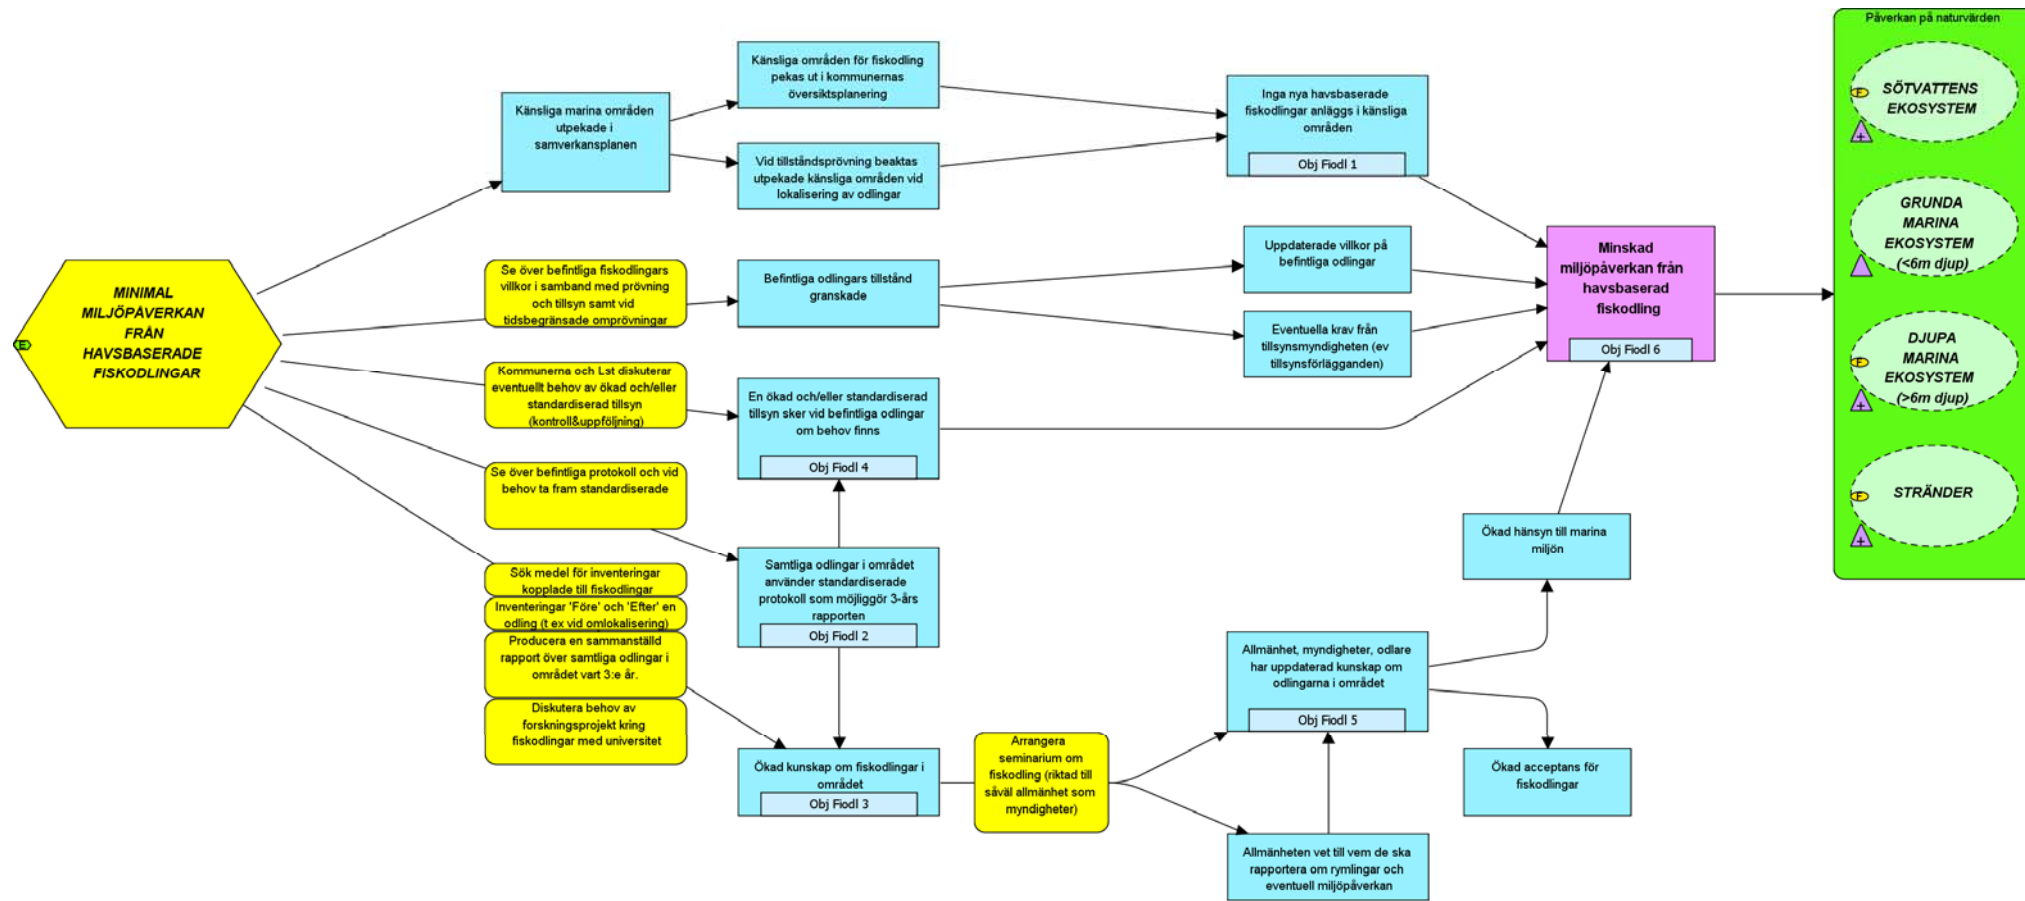 MINIMAL
MILJÖPÅVERKAN
FRÅN
HAVSBASERADE
FISKODLINGAR
E
Känsliga marina områden
utpekade i
samverkansplanen
Känsliga områden för fiskodling
pekas ut i kommunernas
översiktsplanering
Vid tillståndsprövning beaktas
utpekade känsliga områden vid
lokalisering av odlingar
Inga nya havsbaserade
fiskodlingar anläggs i känsliga
områden
Obj Fiodl 1
Se över befintliga fiskodlingars
villkor i samband med prövning
och tillsyn samt vid
tidsbegränsade omprövningar
Befintliga odlingars tillstånd
granskade
Uppdaterade villkor på
befintliga odlingar
Eventuella krav från
tillsynsmyndigheten (ev
tillsynsförlägganden)
Kommunerna och Lst diskuterar
eventuellt behov av ökad och/eller
standardiserad tillsyn
(kontroll&uppföljning)
En ökad och/eller standardiserad
tillsyn sker vid befintliga odlingar
om behov finns
Obj Fiodl 4
Se över befintliga protokoll och vid
behov ta fram standardiserade
Samtliga odlingar i området
använder standardiserade
protokoll som möjliggör 3-års
rapporten
Obj Fiodl 2
Sök medel för inventeringar
kopplade till fiskodlingar
Inventeringar 'Före' och 'Efter' en
odling (t ex vid omlokalisering)
Producera en sammanställd
rapport över samtliga odlingar i
området vart 3:e år.
Diskutera behov av
forskningsprojekt kring
fiskodlingar med universitet
Ökad kunskap om fiskodlingar i
området
Obj Fiodl 3
Arrangera
seminarium om
fiskodling (riktad till
såväl allmänhet som
myndigheter)
Allmänhet, myndigheter, odlare
har uppdaterad kunskap om
odlingarna i området
Obj Fiodl 5
Allmänheten vet till vem de ska
rapportera om rymlingar och
eventuell miljöpåverkan
Ökad hänsyn till marina
miljön
Ökad acceptans för
fiskodlingar
Minskad
miljöpåverkan från
havsbaserad
fiskodling
Obj Fiodl 6
Påverkan på naturvärden
SÖTVATTENS
EKOSYSTEM
F
+
GRUNDA
MARINA
EKOSYSTEM
(<6m djup)
DJUPA
MARINA
EKOSYSTEM
(>6m djup)
F
+
STRÄNDER
F
+